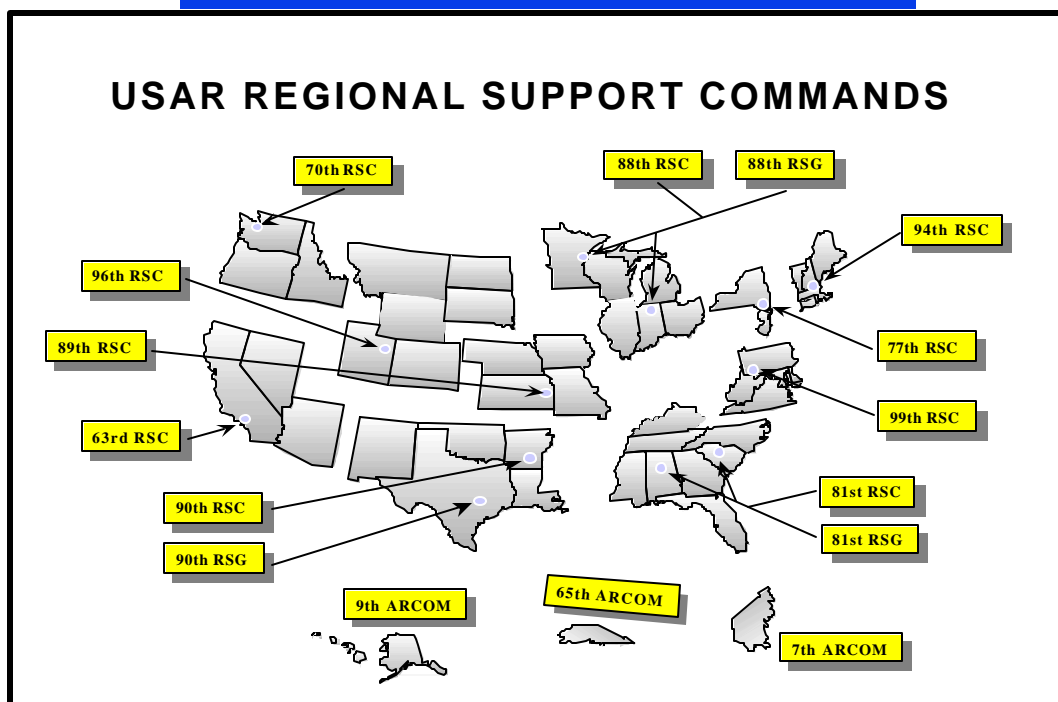 USAR REGIONAL SUPPORT COMMANDS
70th RSC
88th RSC
88th RSG
94th RSC
96th RSC
89th RSC
77th RSC
63rd RSC
99th RSC
90th RSC
81st RSC
90th RSG
81st RSG
9th ARCOM
65th ARCOM
7th ARCOM